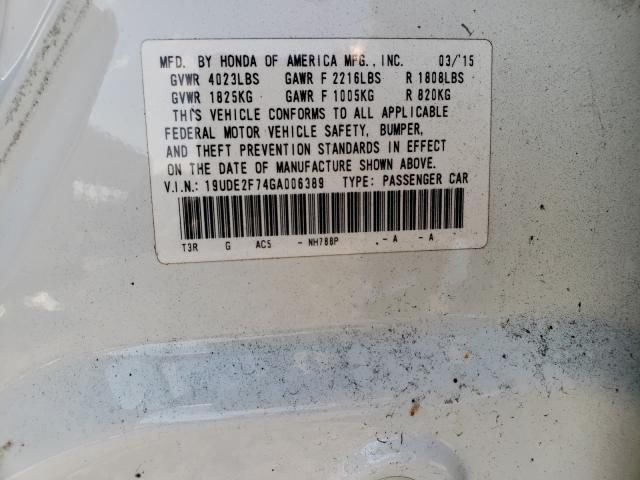 MFD. BY HONDA OF AMERICA MFG., INC. 03/'15
GVWR 4023LBS GAWR F 2216LBS R 1808LBS
GVWR 1825KG GAWR F 1005KG R 820KG
THIS VEHICLE CONFORMS TO ALL APPLICABLE
FEDERAL MOTOR VEHICLE SAFETY, BUMPER,
AND THEFT PREVENTION STANDARDS IN EFFECT
ON THE DATE OF MANUFACTURE SHOWN ABOVE.
V.I.N.: 19UDE2F74GA006389 TYPE: PASSENGER CAR
T3R G AC5 - NH788P .- A - A -